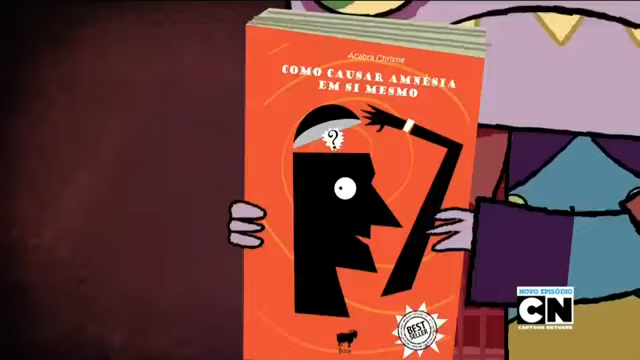 Acabra Christie
COMO CAUSAR AMNÉSIA
EM SI MESMO
?
BEST
SELLER
NOVO EPISÓDIO
CN
CARTOON NETWORK